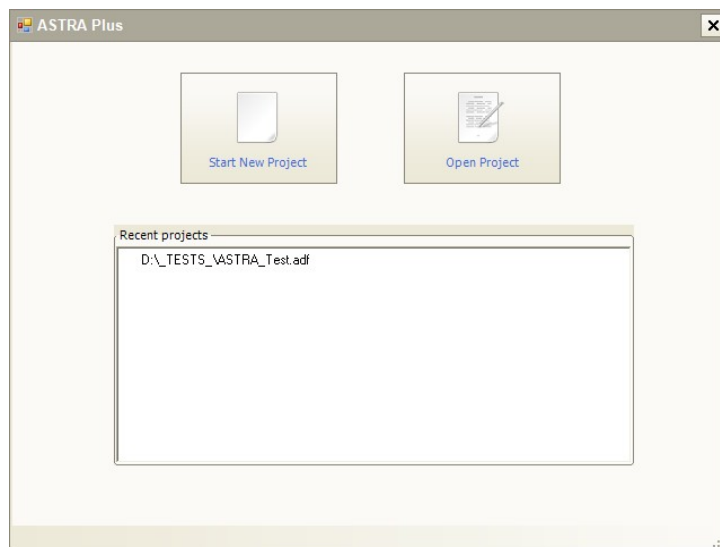 ASTRA Plus
Start New Project
Open Project
Recent projects
D:\_TESTS_\ASTRA_Test.adf